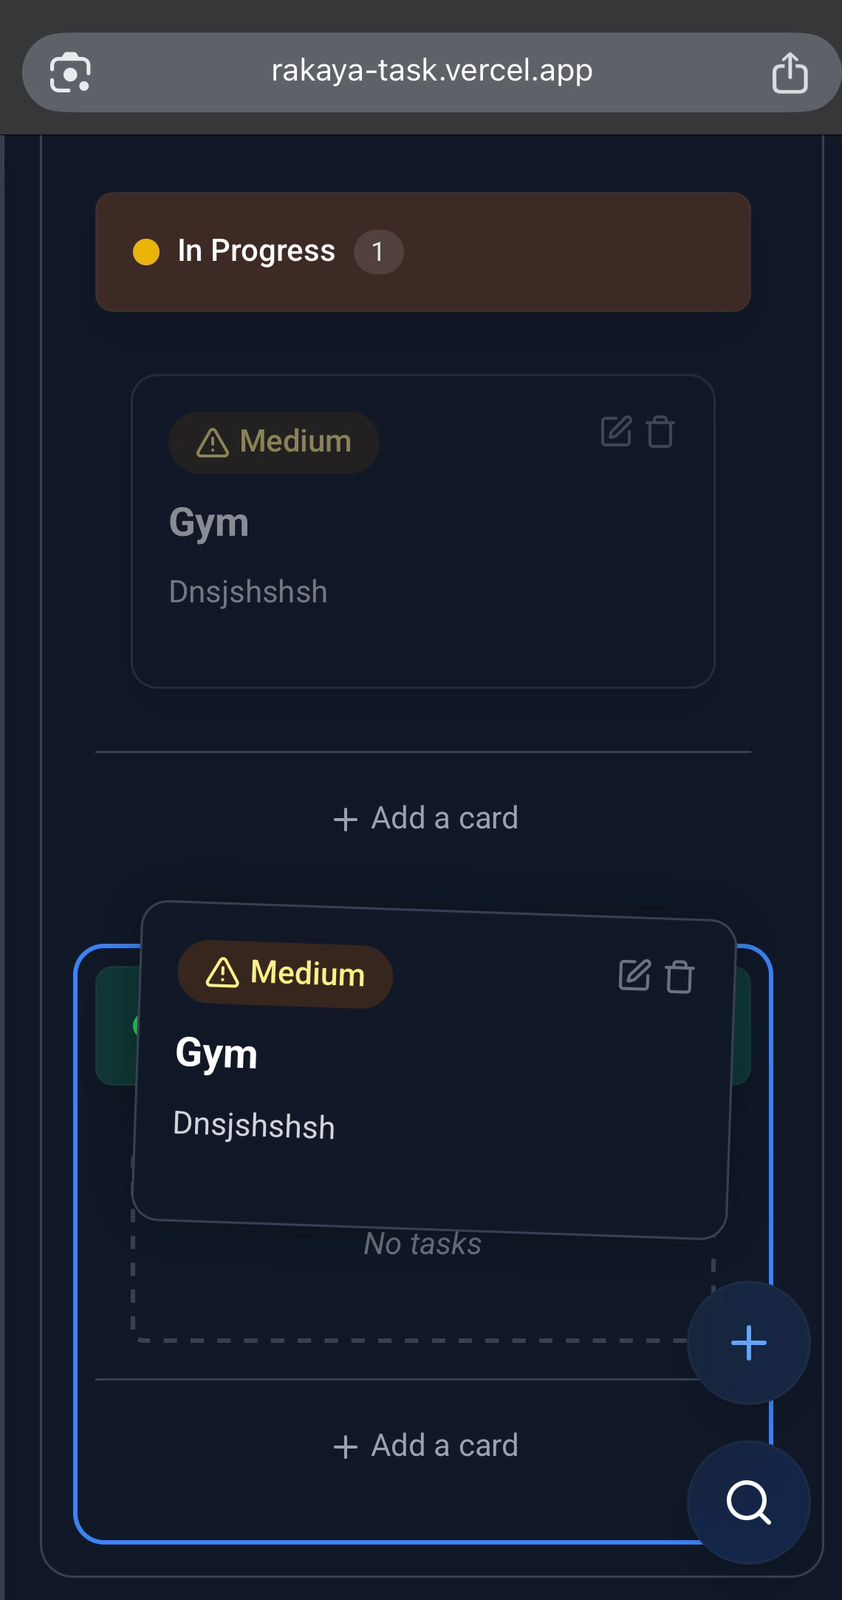 rakaya-task.vercel.app
In Progress 1
Medium
Gym
Dnsjshshsh
+ Add a card
Medium
Gym
Dnsjshshsh
No tasks
+ Add a card